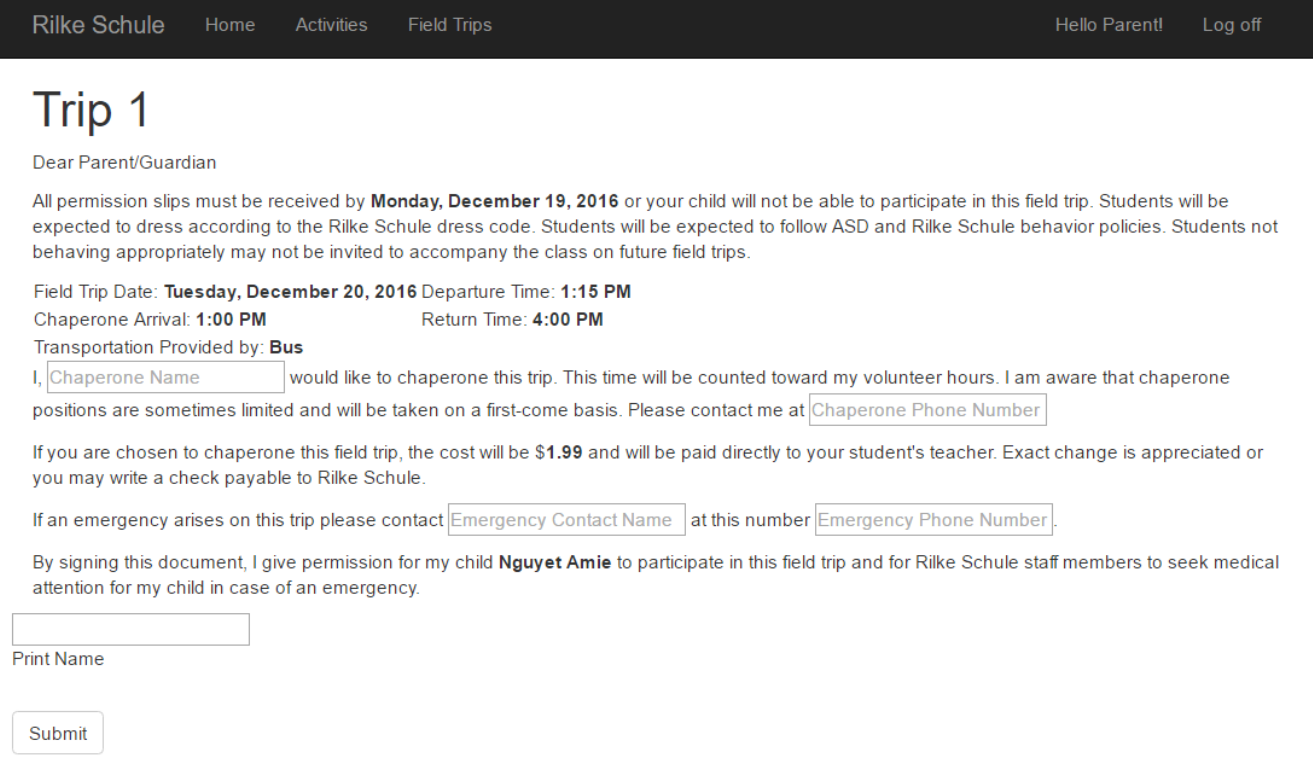 Rilke Schule Home Activities Field Trips Hello Parent! Log off
Trip 1
Dear Parent/Guardian
All permission slips must be received by Monday, December 19, 2016 or your child will not be able to participate in this field trip. Students will be
expected to dress according to the Rilke Schule dress code. Students will be expected to follow ASD and Rilke Schule behavior policies. Students not
behaving appropriately may not be invited to accompany the class on future field trips.
Field Trip Date: Tuesday, December 20, 2016 Departure Time: 1:15 PM
Chaperone Arrival: 1:00 PM Return Time: 4:00 PM
Transportation Provided by: Bus
I, Chaperone Name would like to chaperone this trip. This time will be counted toward my volunteer hours. I am aware that chaperone
positions are sometimes limited and will be taken on a first-come basis. Please contact me at Chaperone Phone Number
If you are chosen to chaperone this field trip, the cost will be $1.99 and will be paid directly to your student's teacher. Exact change is appreciated or
you may write a check payable to Rilke Schule.
If an emergency arises on this trip please contact Emergency Contact Name at this number Emergency Phone Number.
By signing this document, I give permission for my child Nguyet Amie to participate in this field trip and for Rilke Schule staff members to seek medical
attention for my child in case of an emergency.
Print Name
Submit